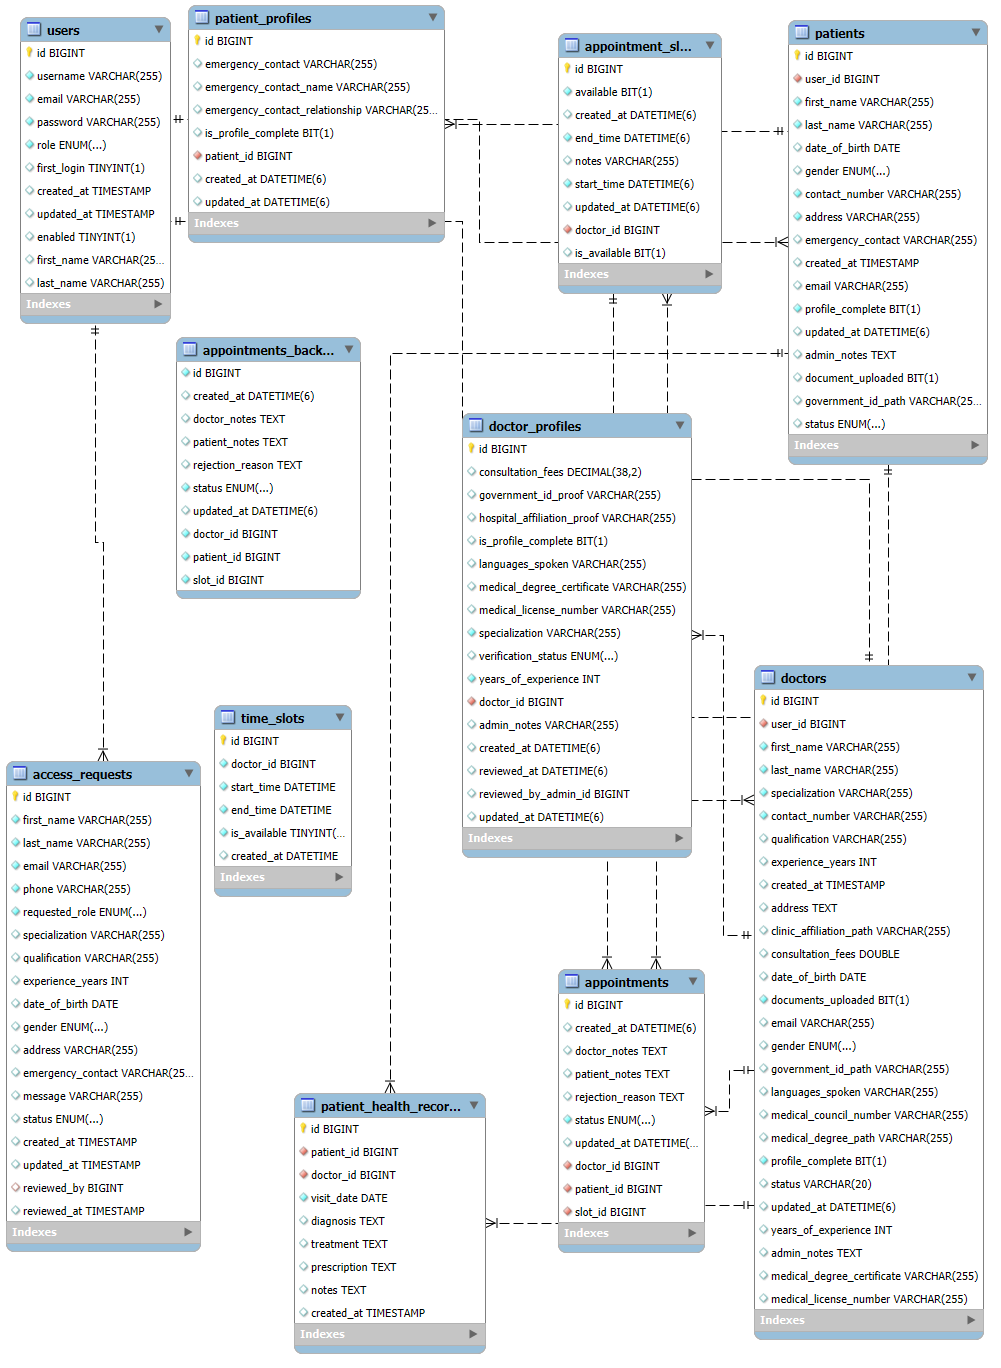 users
id BIGINT
username VARCHAR(255)
email VARCHAR(255)
password VARCHAR(255)
role ENUM(...)
first_login TINYINT(1)
created_at TIMESTAMP
updated_at TIMESTAMP
enabled TINYINT(1)
first_name VARCHAR(25...
last_name VARCHAR(255)
Indexes
patient_profiles
id BIGINT
emergency_contact VARCHAR(255)
emergency_contact_name VARCHAR(255)
emergency_contact_relationship VARCHAR(25...
is_profile_complete BIT(1)
patient_id BIGINT
created_at DATETIME(6)
updated_at DATETIME(6)
Indexes
appointment_sl...
id BIGINT
available BIT(1)
created_at DATETIME(6)
end_time DATETIME(6)
notes VARCHAR(255)
start_time DATETIME(6)
updated_at DATETIME(6)
doctor_id BIGINT
is_available BIT(1)
Indexes
patients
id BIGINT
user_id BIGINT
first_name VARCHAR(255)
last_name VARCHAR(255)
date_of_birth DATE
gender ENUM(...)
contact_number VARCHAR(255)
address VARCHAR(255)
emergency_contact VARCHAR(255)
created_at TIMESTAMP
email VARCHAR(255)
profile_complete BIT(1)
updated_at DATETIME(6)
admin_notes TEXT
document_uploaded BIT(1)
government_id_path VARCHAR(25...
status ENUM(...)
Indexes
appointments_back...
id BIGINT
created_at DATETIME(6)
doctor_notes TEXT
patient_notes TEXT
rejection_reason TEXT
status ENUM(...)
updated_at DATETIME(6)
doctor_id BIGINT
patient_id BIGINT
slot_id BIGINT
doctor_profiles
id BIGINT
consultation_fees DECIMAL(38,2)
government_id_proof VARCHAR(255)
hospital_affiliation_proof VARCHAR(255)
is_profile_complete BIT(1)
languages_spoken VARCHAR(255)
medical_degree_certificate VARCHAR(255)
medical_license_number VARCHAR(255)
specialization VARCHAR(255)
verification_status ENUM(...)
years_of_experience INT
doctor_id BIGINT
admin_notes VARCHAR(255)
created_at DATETIME(6)
reviewed_at DATETIME(6)
reviewed_by_admin_id BIGINT
updated_at DATETIME(6)
Indexes
time_slots
id BIGINT
doctor_id BIGINT
start_time DATETIME
end_time DATETIME
is_available TINYINT(...
created_at DATETIME
Indexes
doctors
id BIGINT
user_id BIGINT
first_name VARCHAR(255)
last_name VARCHAR(255)
specialization VARCHAR(255)
contact_number VARCHAR(255)
qualification VARCHAR(255)
experience_years INT
created_at TIMESTAMP
address TEXT
clinic_affiliation_path VARCHAR(255)
consultation_fees DOUBLE
date_of_birth DATE
documents_uploaded BIT(1)
email VARCHAR(255)
gender ENUM(...)
government_id_path VARCHAR(255)
languages_spoken VARCHAR(255)
medical_council_number VARCHAR(255)
medical_degree_path VARCHAR(255)
profile_complete BIT(1)
status VARCHAR(20)
updated_at DATETIME(6)
years_of_experience INT
admin_notes TEXT
medical_degree_certificate VARCHAR(255)
medical_license_number VARCHAR(255)
Indexes
access_requests
id BIGINT
first_name VARCHAR(255)
last_name VARCHAR(255)
email VARCHAR(255)
phone VARCHAR(255)
requested_role ENUM(...)
specialization VARCHAR(255)
qualification VARCHAR(255)
experience_years INT
date_of_birth DATE
gender ENUM(...)
address VARCHAR(255)
emergency_contact VARCHAR(25...
message VARCHAR(255)
status ENUM(...)
created_at TIMESTAMP
updated_at TIMESTAMP
reviewed_by BIGINT
reviewed_at TIMESTAMP
Indexes
appointments
id BIGINT
created_at DATETIME(6)
doctor_notes TEXT
patient_notes TEXT
rejection_reason TEXT
status ENUM(...)
updated_at DATETIME(...
doctor_id BIGINT
patient_id BIGINT
slot_id BIGINT
Indexes
patient_health_recor...
id BIGINT
patient_id BIGINT
doctor_id BIGINT
visit_date DATE
diagnosis TEXT
treatment TEXT
prescription TEXT
notes TEXT
created_at TIMESTAMP
Indexes